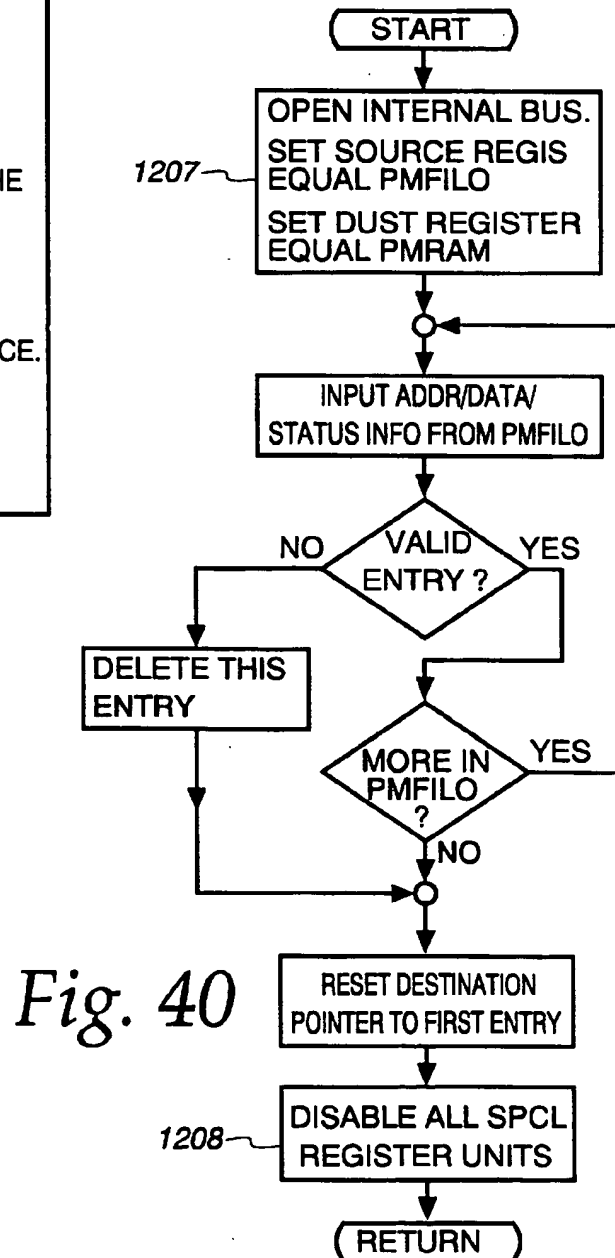 START
OPEN INTERNAL BUS.
SET SOURCE REGIS
EQUAL PMFILO
SET DUST REGISTER
EQUAL PMRAM
1207
HE
CE.
INPUT ADDR/DATA/
STATUS INFO FROM PMFILO
NO
VALID
ENTRY ?
YES
DELETE THIS
ENTRY
MORE IN
PMFILO
?
YES
NO
Fig. 40
RESET DESTINATION
POINTER TO FIRST ENTRY
1208
DISABLE ALL SPCL
REGISTER UNITS
RETURN